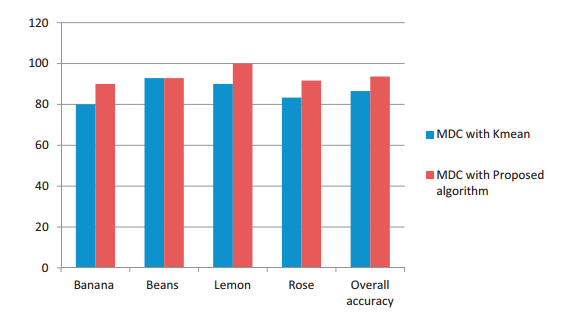 120
100
80
60
40
20
0
Banana
Beans
Lemon
Rose
Overall
accuracy
MDC with Kmean
MDC with Proposed
algorithm